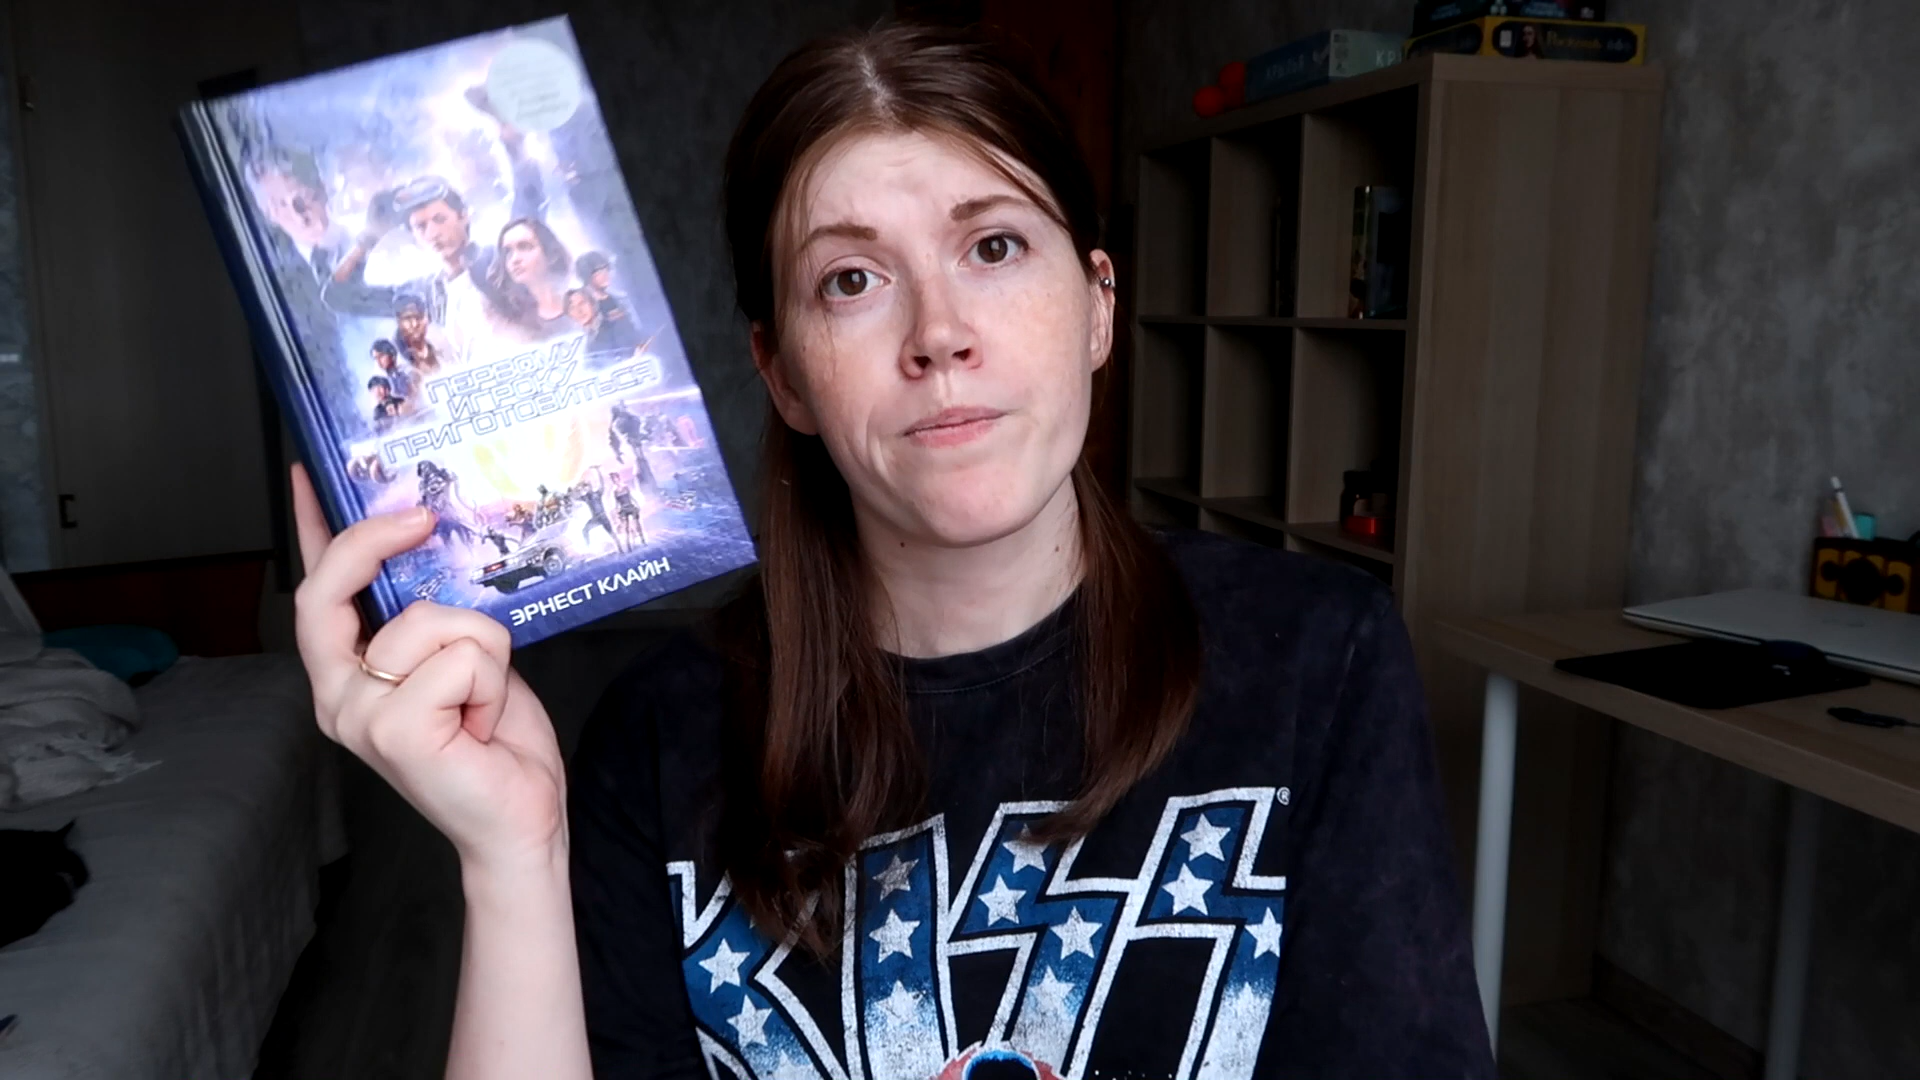 ПЕРВОМУ
ИГРОКУ
ПРИГОТОВИТЬСЯ
ЭРНЕСТ КЛАЙН
KISS
®